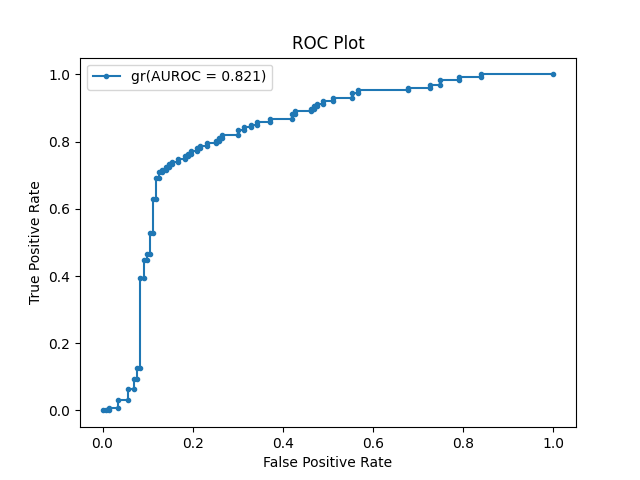 ROC Plot
gr(AUROC = 0.821)
1.0
0.8
0.6
0.4
0.2
0.0
True Positive Rate
0.0 0.2 0.4 0.6 0.8 1.0
False Positive Rate